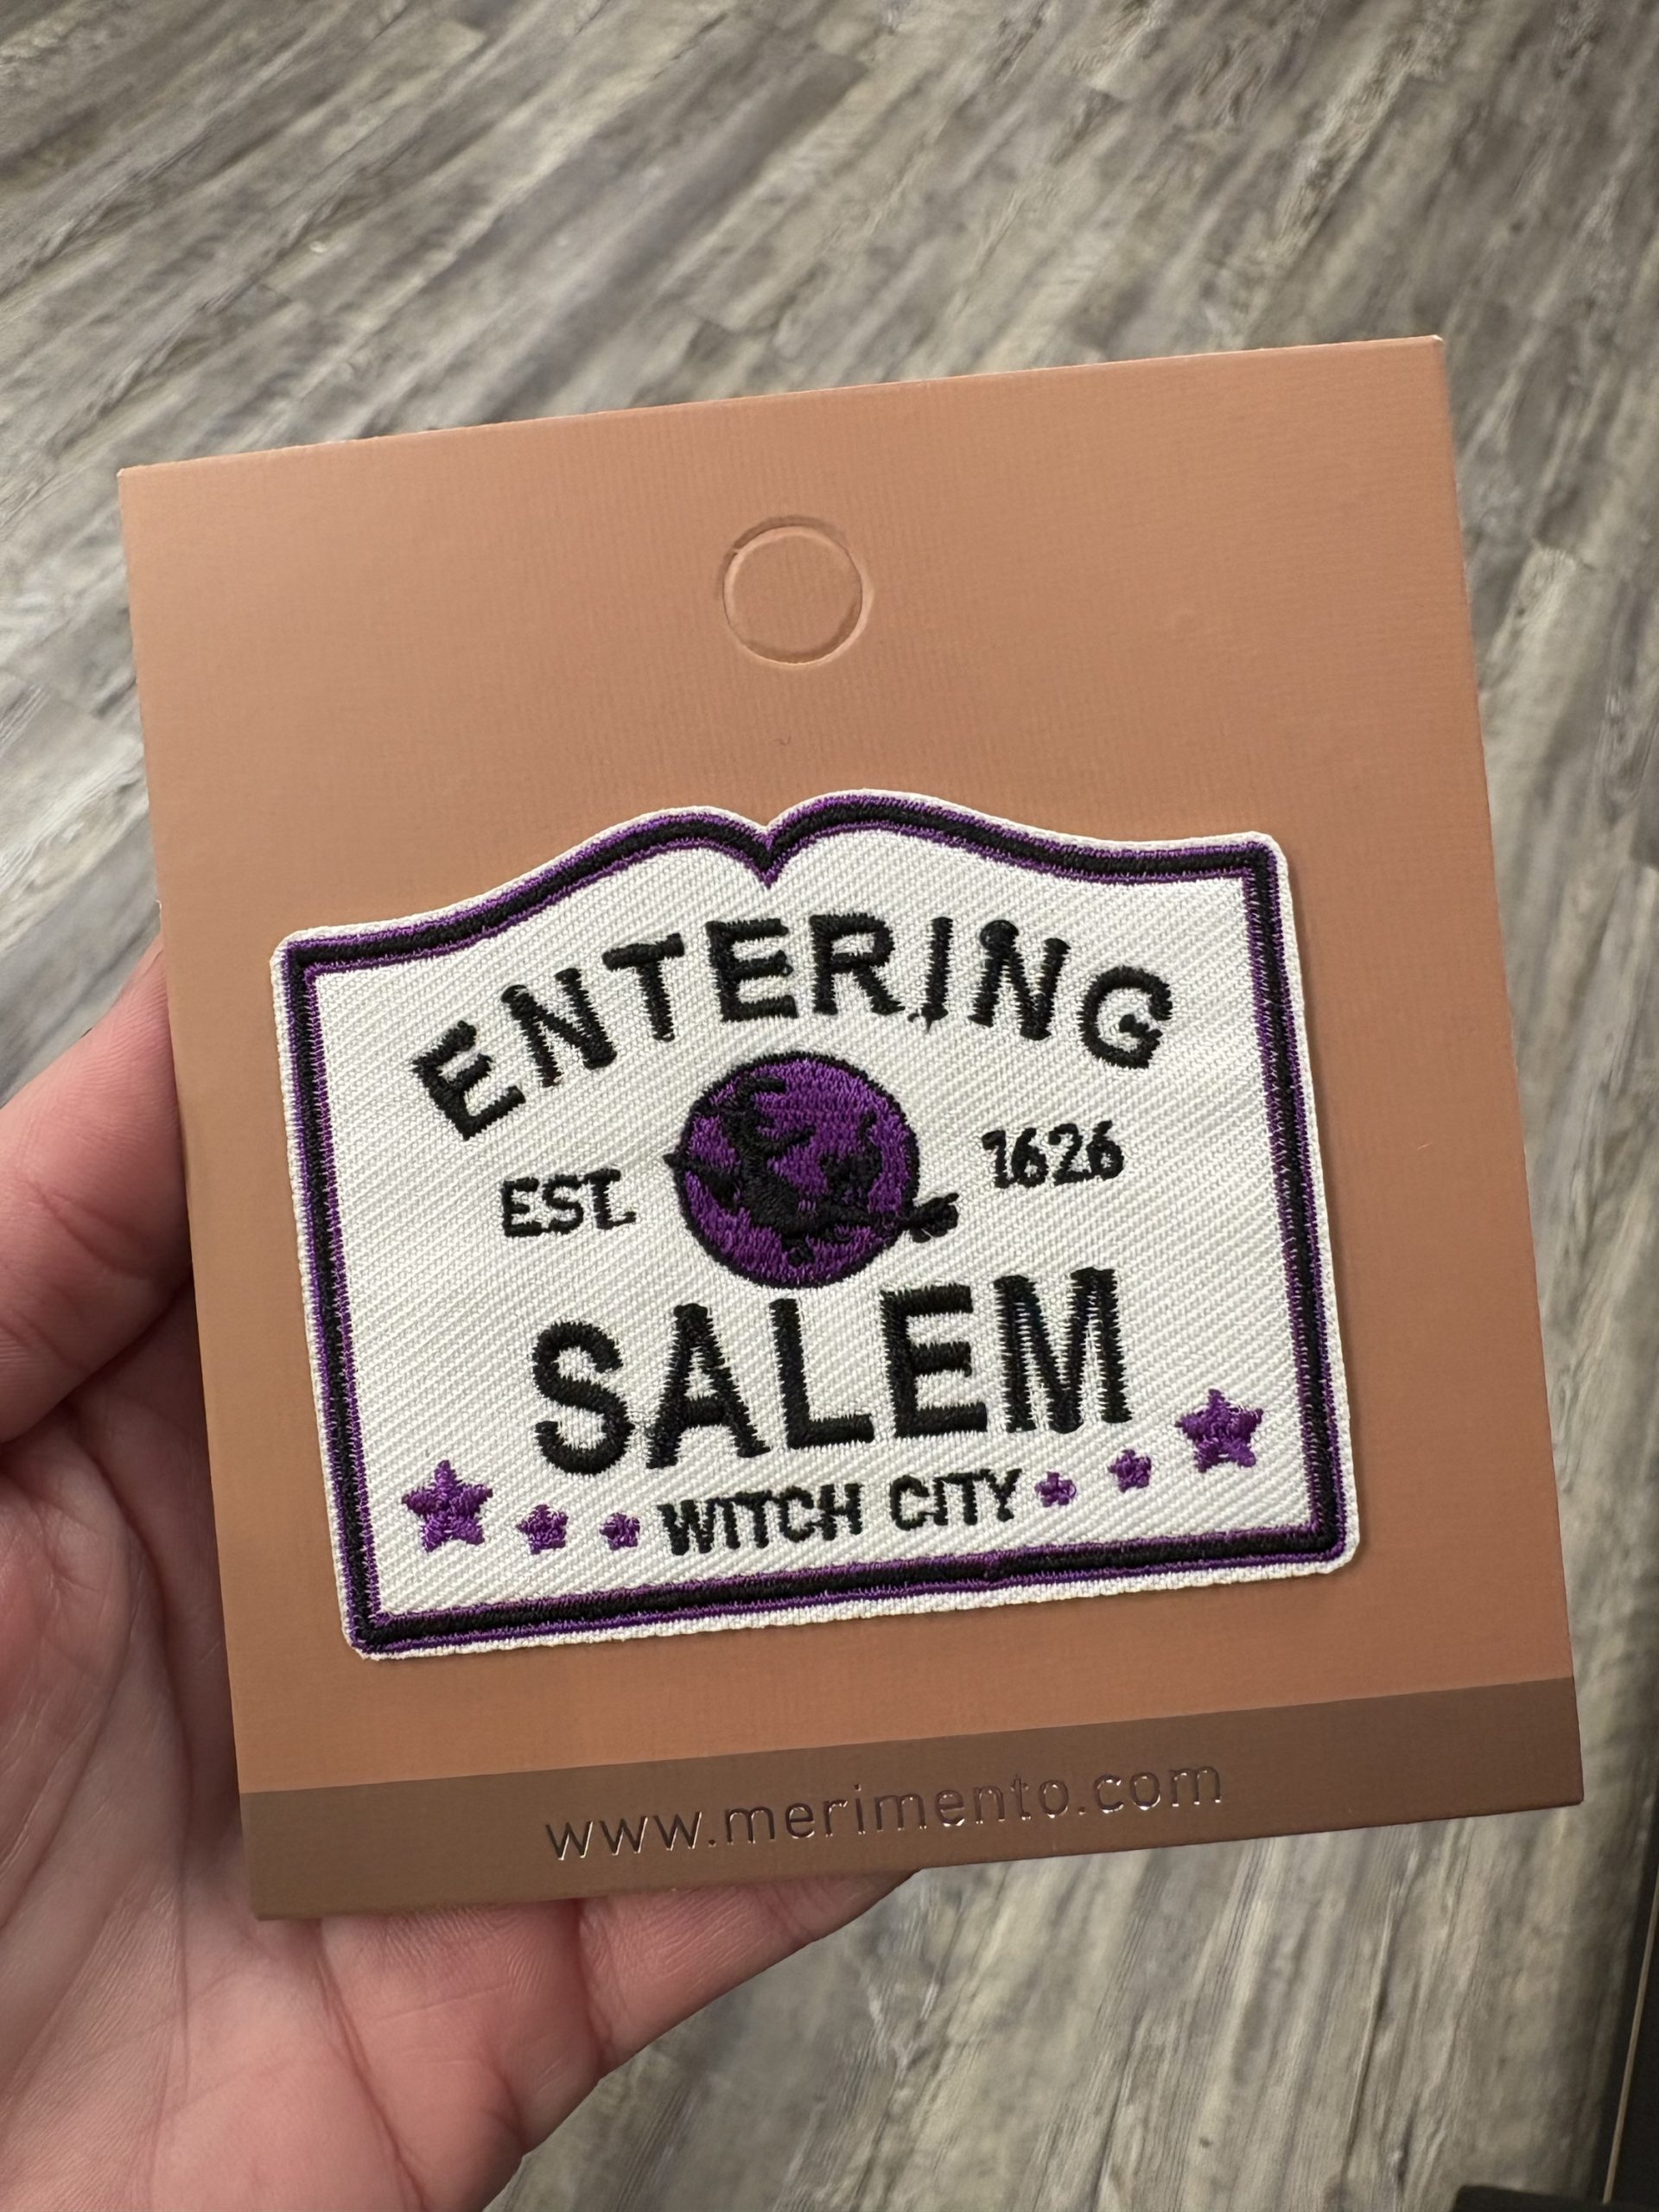 ENTERING
EST. 1626
SALEM
WITCH CITY
www.merimento.com